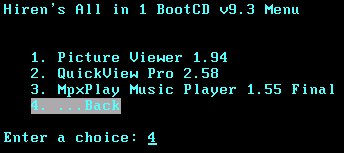 Hiren's All in 1 BootCD v9.3 Menu
1. Picture Viewer 1.94
2. QuickView Pro 2.58
3. MpxPlay Music Player 1.55 Final
4. ...Back
Enter a choice: 4